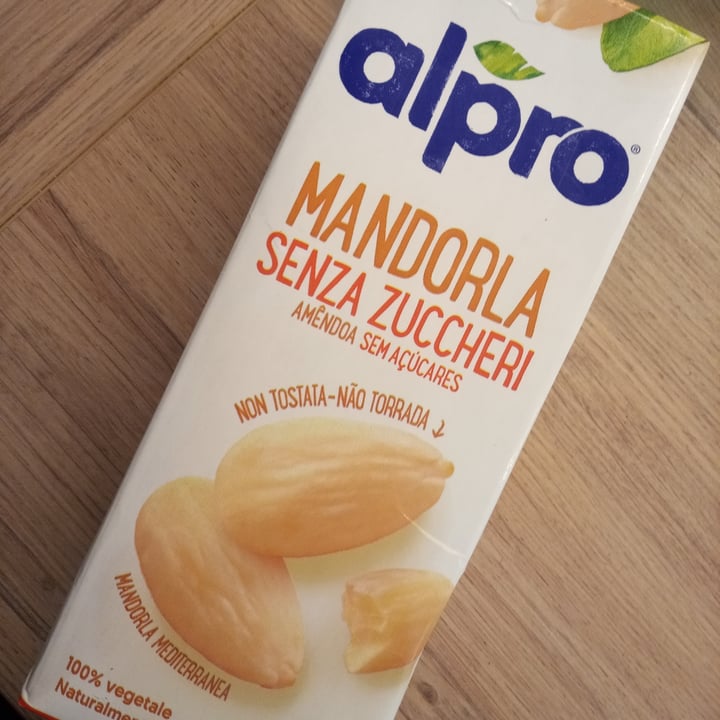 alpro®
MANDORLA
SENZA ZUCCHERI
AMÊNDOA SEM AÇÚCARES
NON TOSTATA-NÃO TORRADA
MANDORLA MEDITERRANEA
100% vegetale